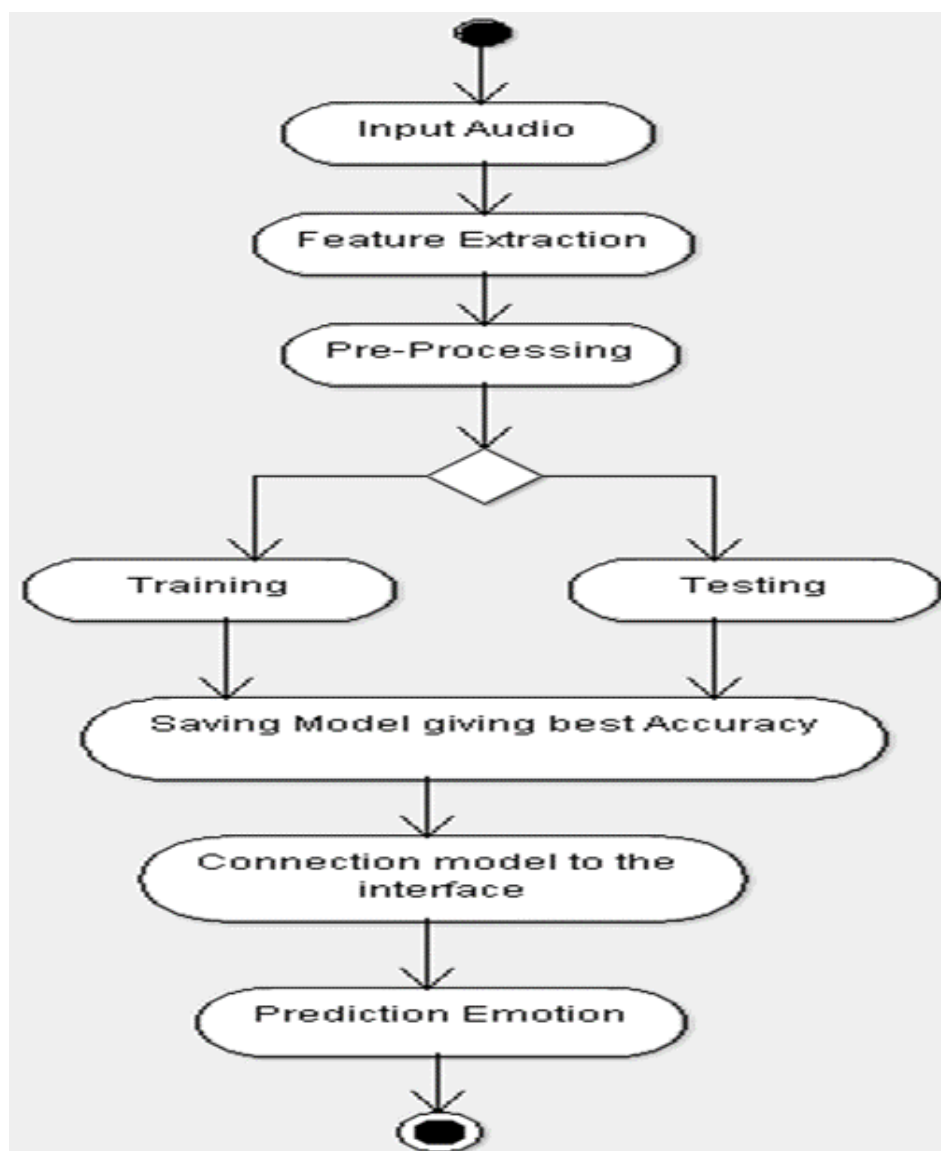 Input Audio
Feature Extraction
Pre-Processing
Training
Testing
Saving Model giving best Accuracy
Connection model to the
interface
Prediction Emotion